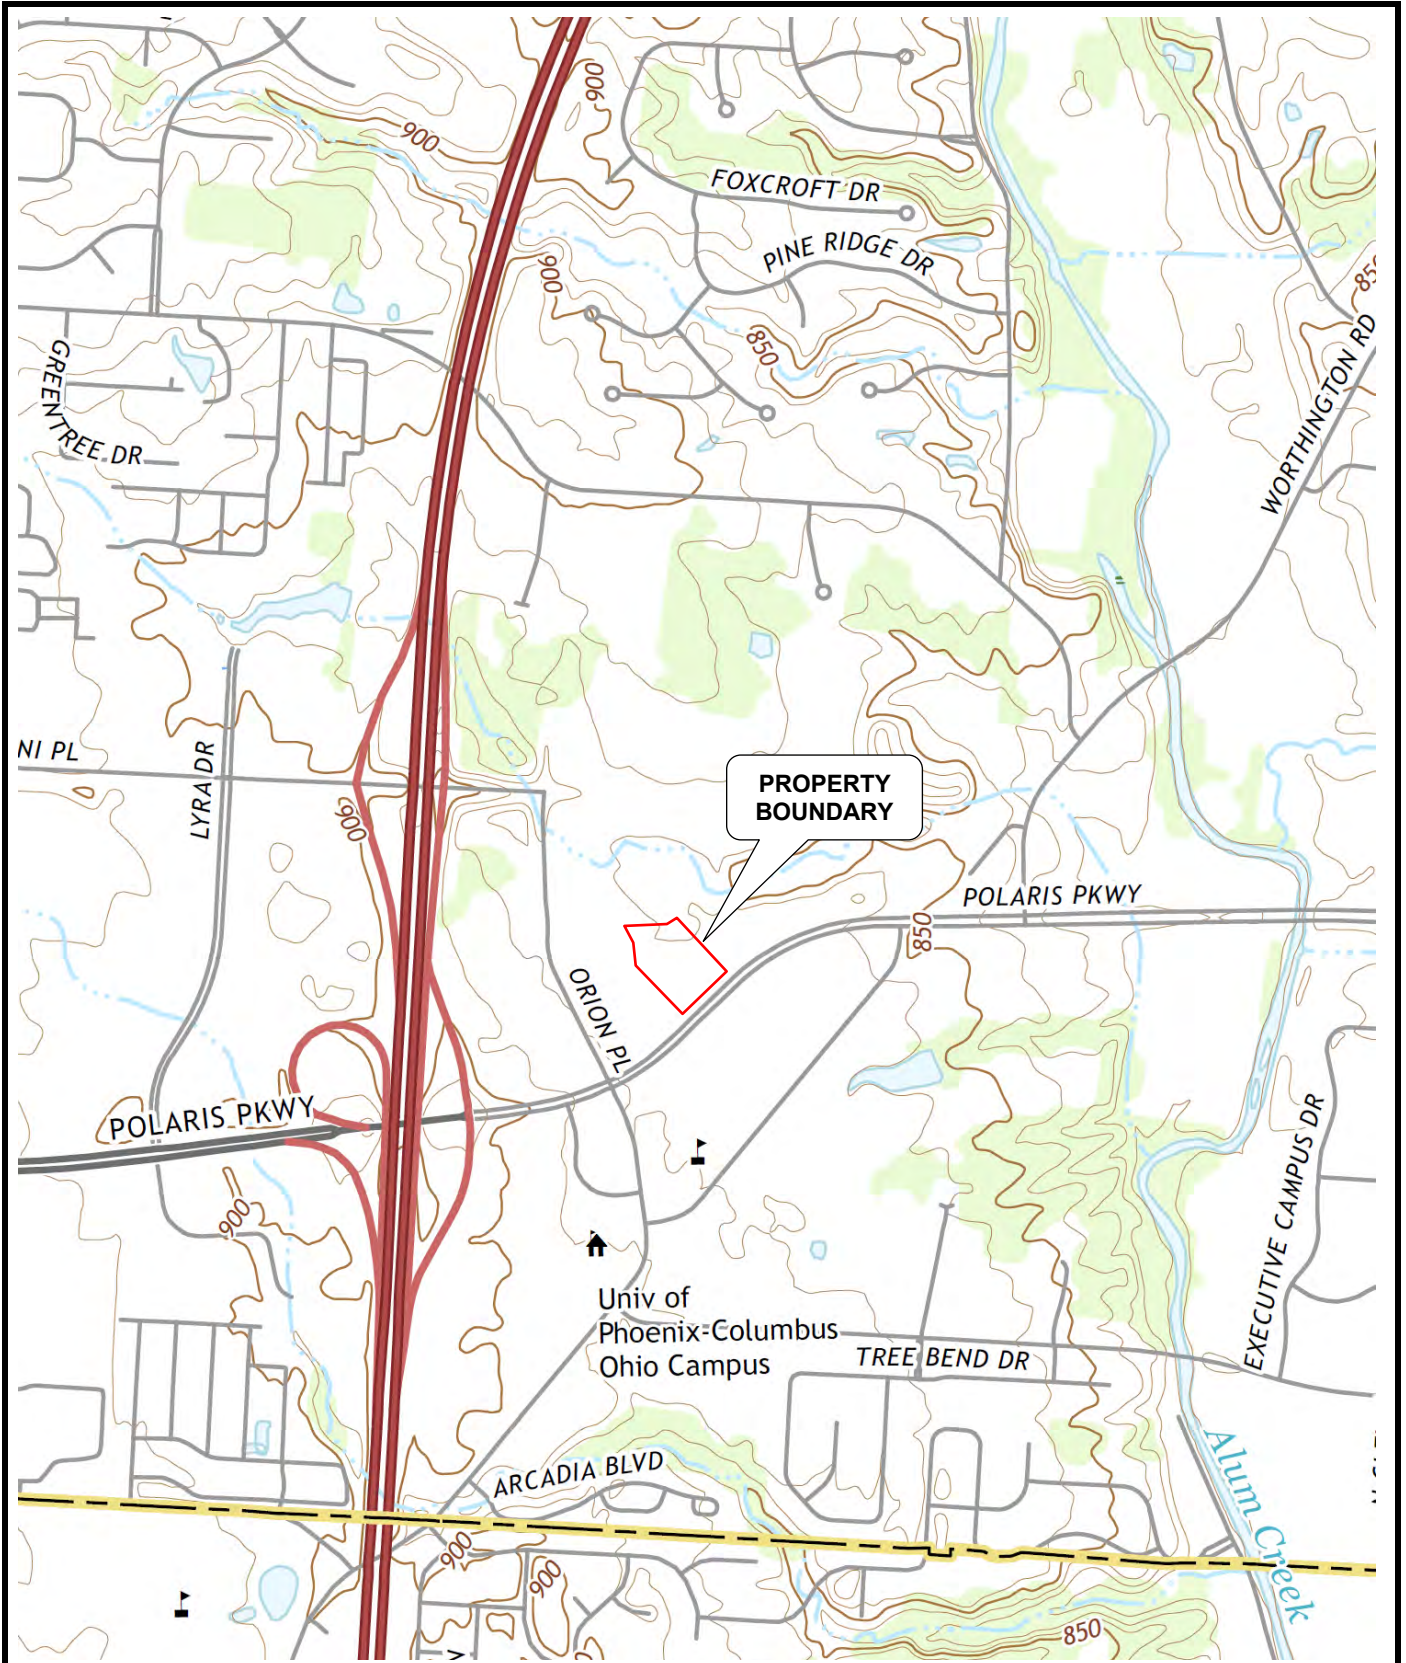 900
900
FOXCROFT DR
PINE RIDGE DR
900
850
850
WORTHINGTON RD
GREENTREE DR
NI PL
LYRA DR
900
PROPERTY
BOUNDARY
POLARIS PKWY
850
ORION PL
POLARIS PKWY
900
EXECUTIVE CAMPUS DR
Univ of
Phoenix-Columbus
Ohio Campus
TREE BEND DR
ARCADIA BLVD
Alum Creek
900
900
850